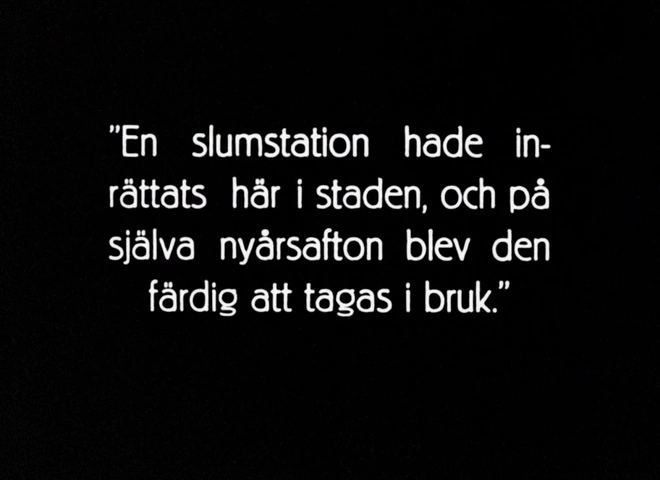 ”En slumstation hade in-
rättats här i staden, och på
själva nyårsafton blev den
färdig att tagas i bruk.”